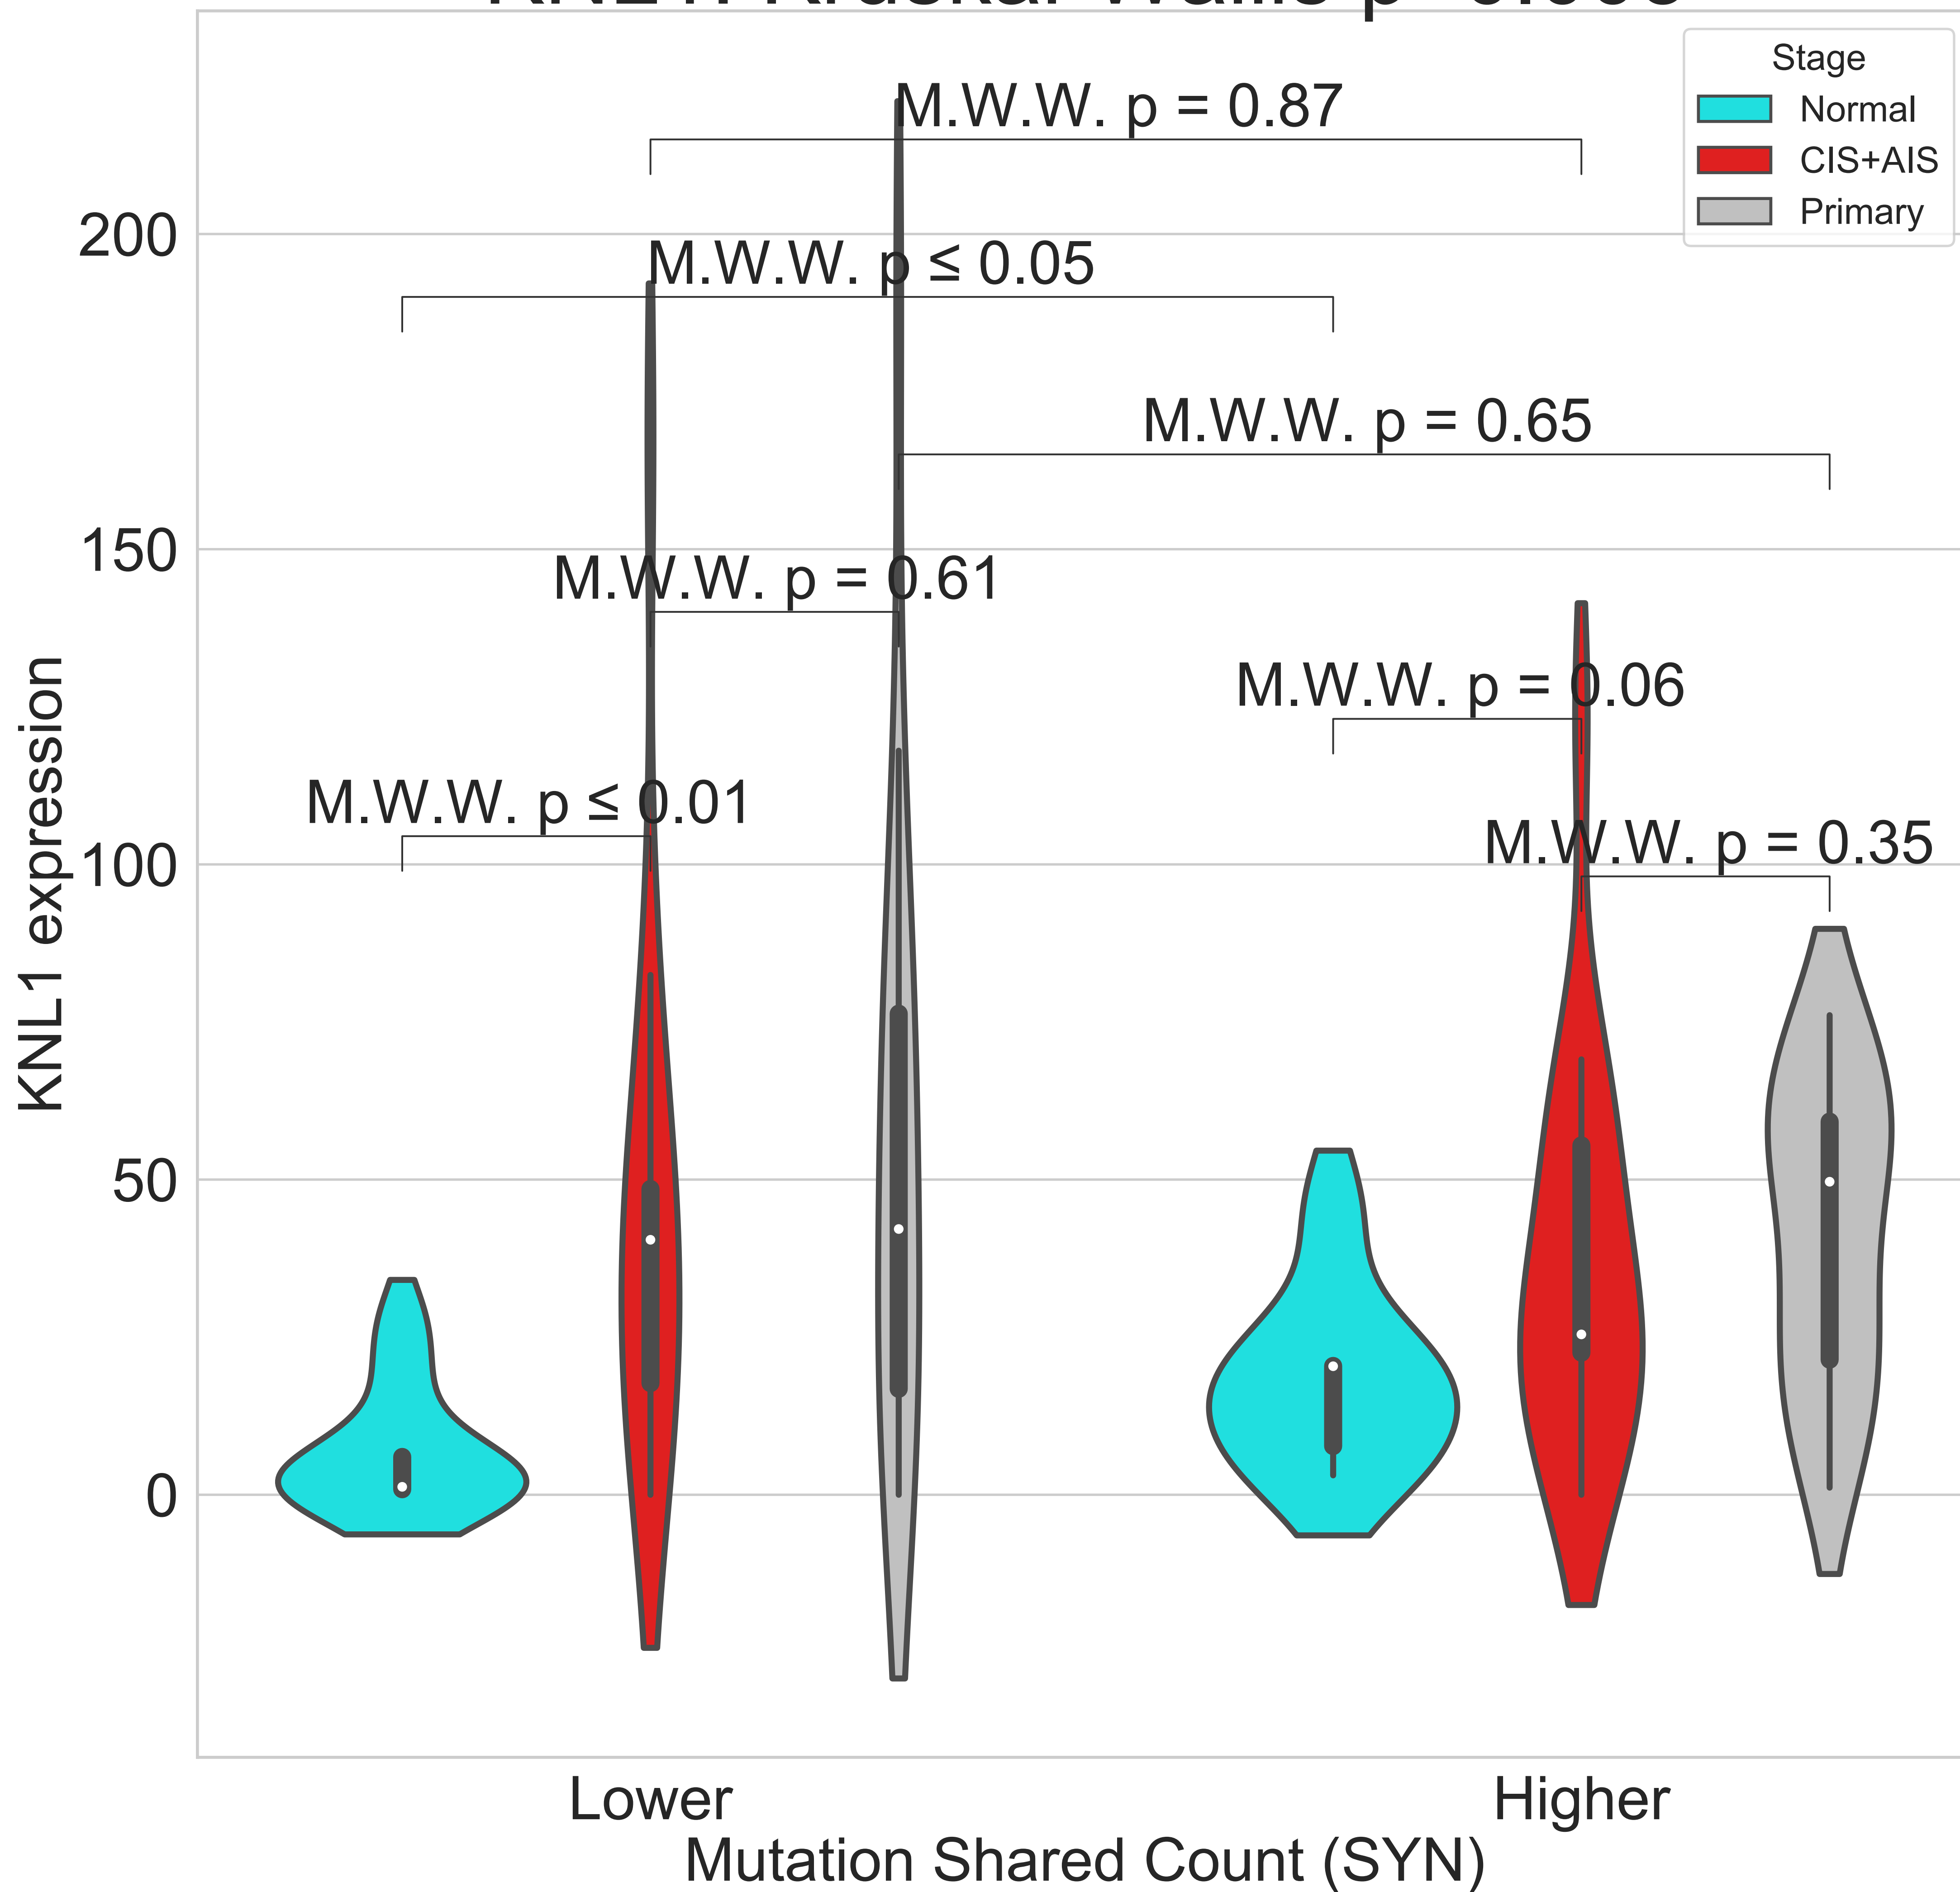 Stage
Normal
CIS+AIS
Primary
M.W.W. p = 0.87
200
M.W.W. p ≤ 0.05
M.W.W. p = 0.65
150
M.W.W. p = 0.61
M.W.W. p = 0.06
M.W.W. p ≤ 0.01
M.W.W. p = 0.35
100
KNL1 expression
50
0
Lower
Higher
Mutation Shared Count (SYN)